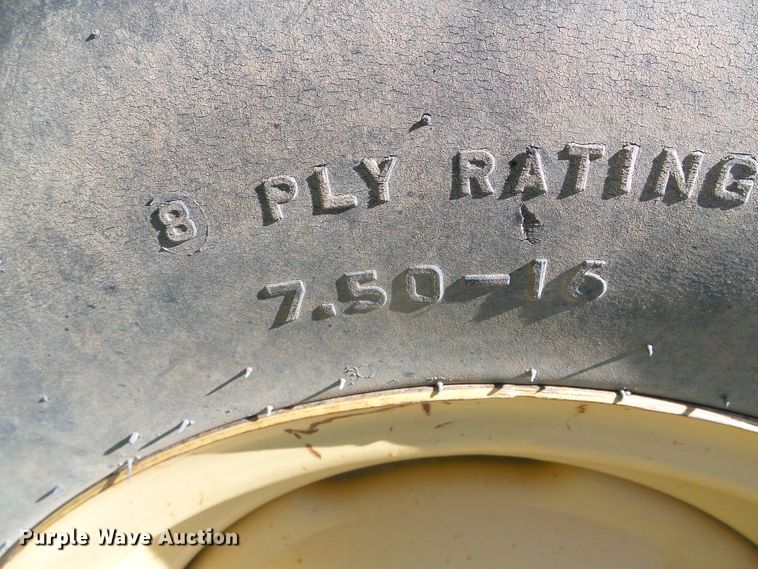 8 PLY RATING
7.50-16
Purple Wave Auction